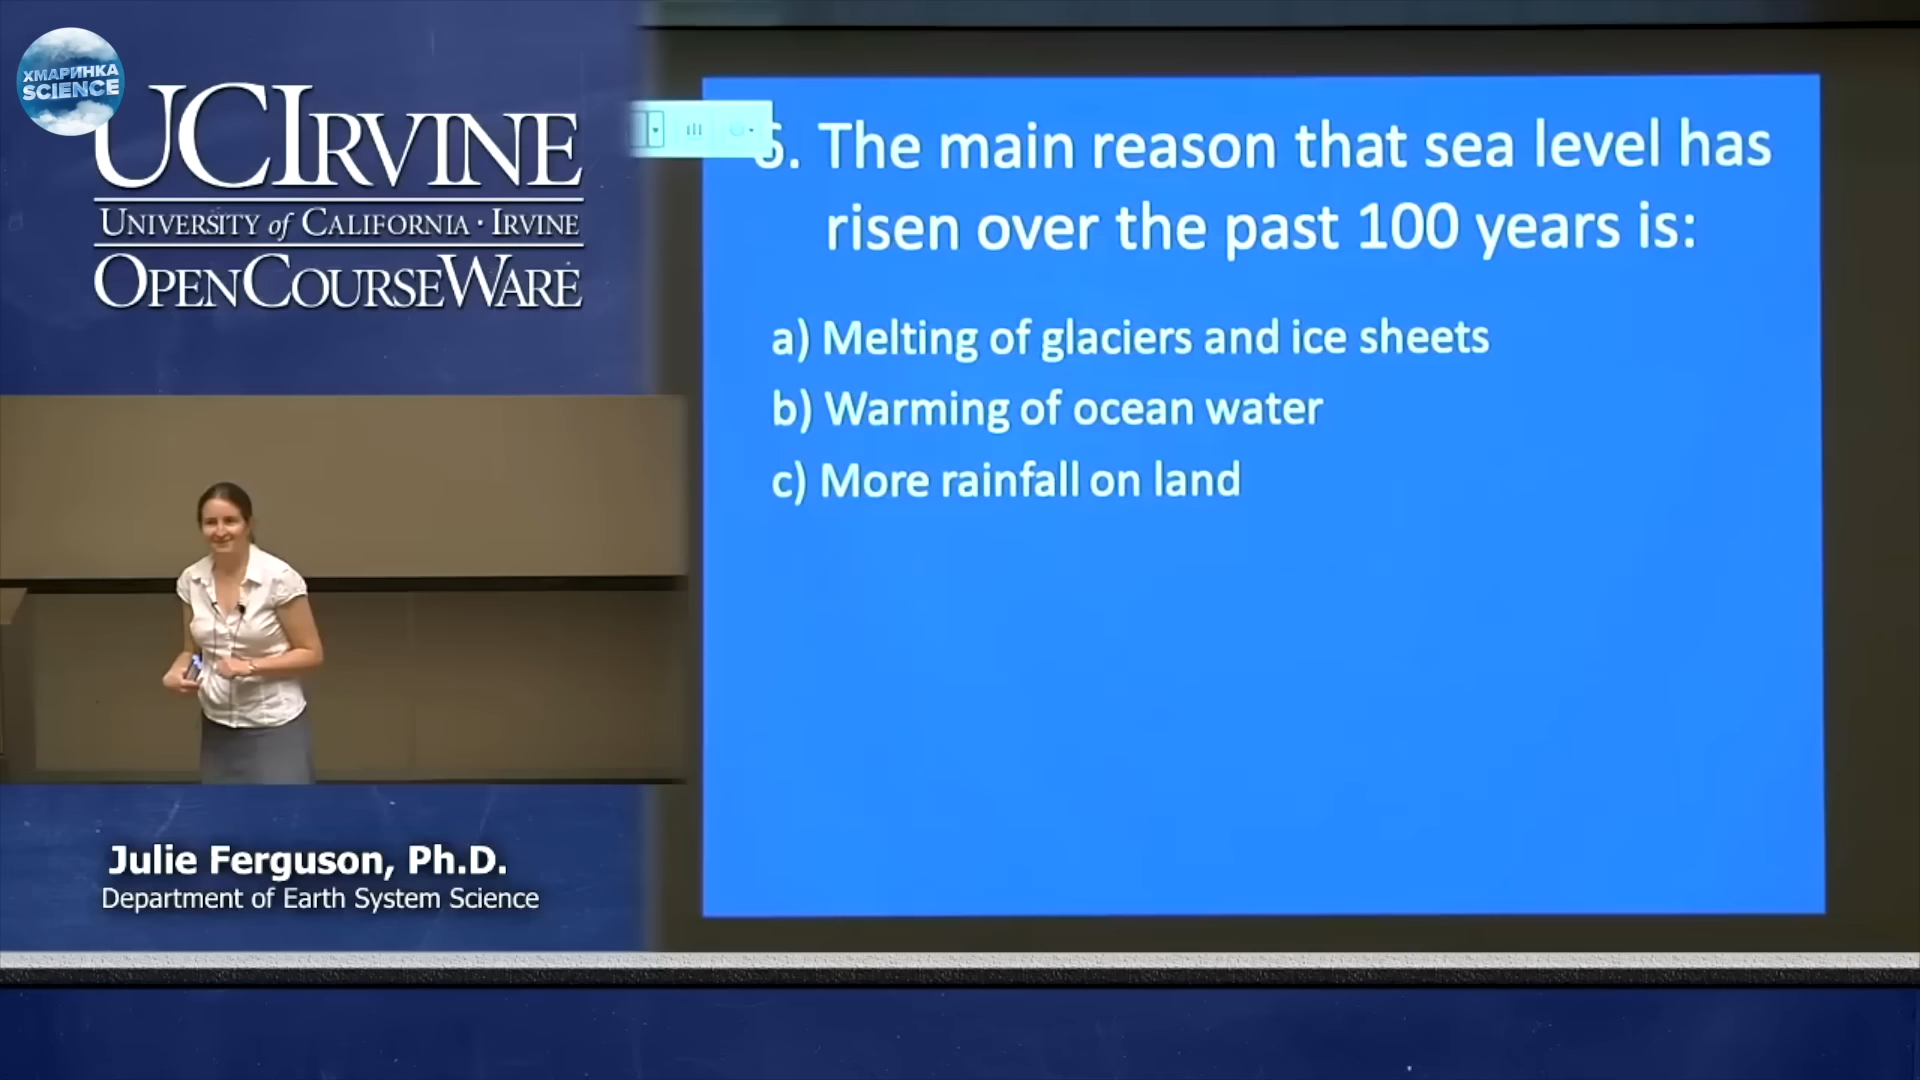 ХМАРИНКА
SCIENCE
UCIRVINE
UNIVERSITY of CALIFORNIA · IRVINE
OPENCOURSEWARE
6. The main reason that sea level has
risen over the past 100 years is:
a) Melting of glaciers and ice sheets
b) Warming of ocean water
c) More rainfall on land
Julie Ferguson, Ph.D.
Department of Earth System Science